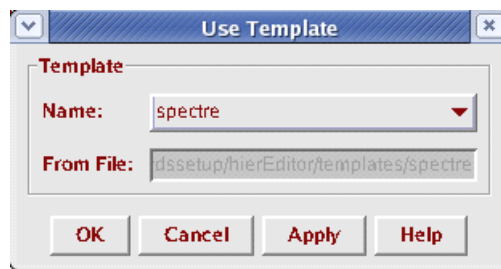 Use Template
Template
Name: spectre
From File: dssetup/hierEditor/templates/spectre
OK Cancel Apply Help